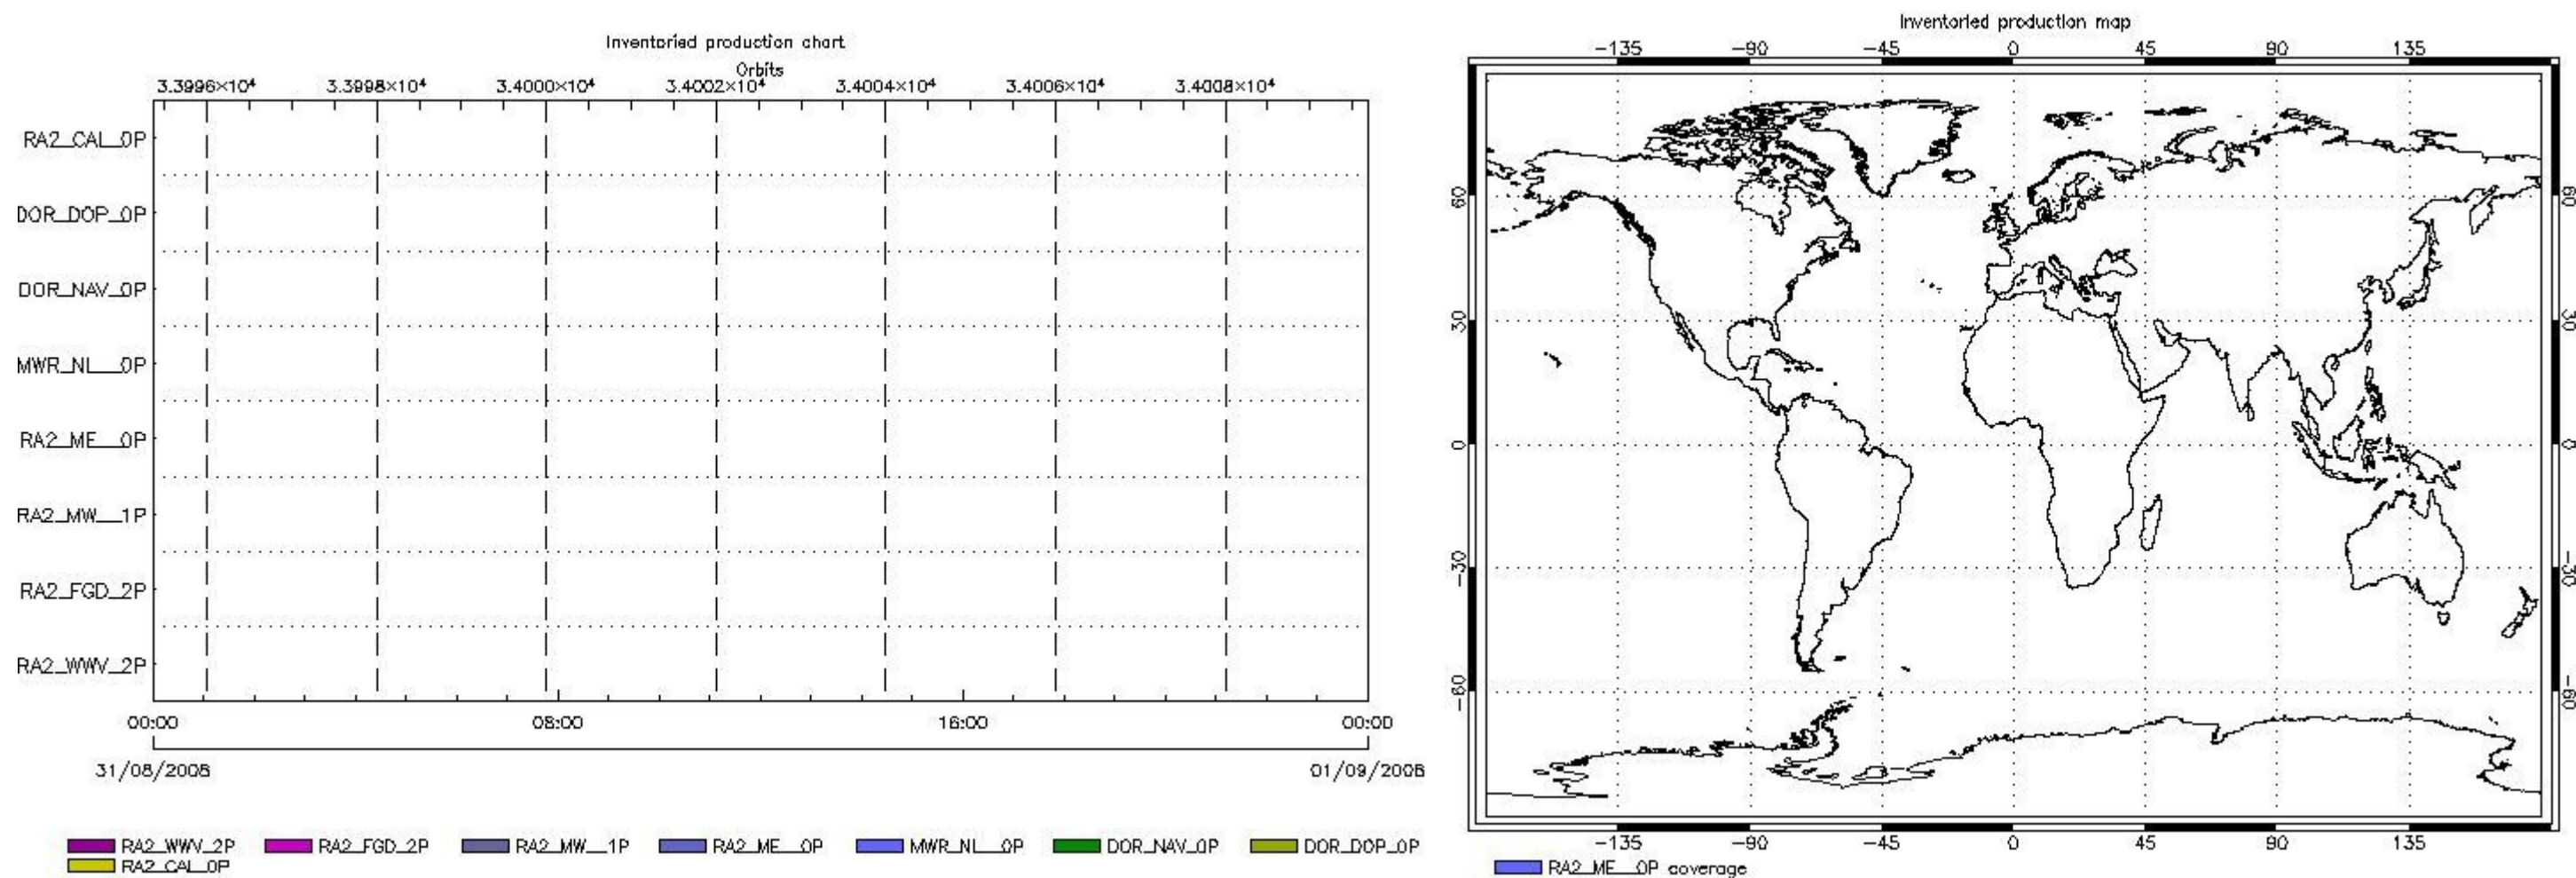 Inventoried production chart
Orbits
3.3996×10⁴ 3.3998×10⁴ 3.4000×10⁴ 3.4002×10⁴ 3.4004×10⁴ 3.4006×10⁴ 3.4008×10⁴
RA2_CAL_0P
DOR_DOP_0P
DOR_NAV_0P
MWR_NL__0P
RA2_ME__0P
RA2_MW__1P
RA2_FGD_2P
RA2_WWV_2P
00:00 08:00 16:00 00:00
31/08/2008 01/09/2008
RA2_WWV_2P RA2_FGD_2P RA2_MW__1P RA2_ME__0P MWR_NL__0P DOR_NAV_0P DOR_DOP_0P
RA2_CAL_0P
Inventoried production map
-135 -90 -45 0 45 90 135
60 60
30 30
0 0
-30 -30
-60 -60
-135 -90 -45 0 45 90 135
RA2_ME__0P coverage